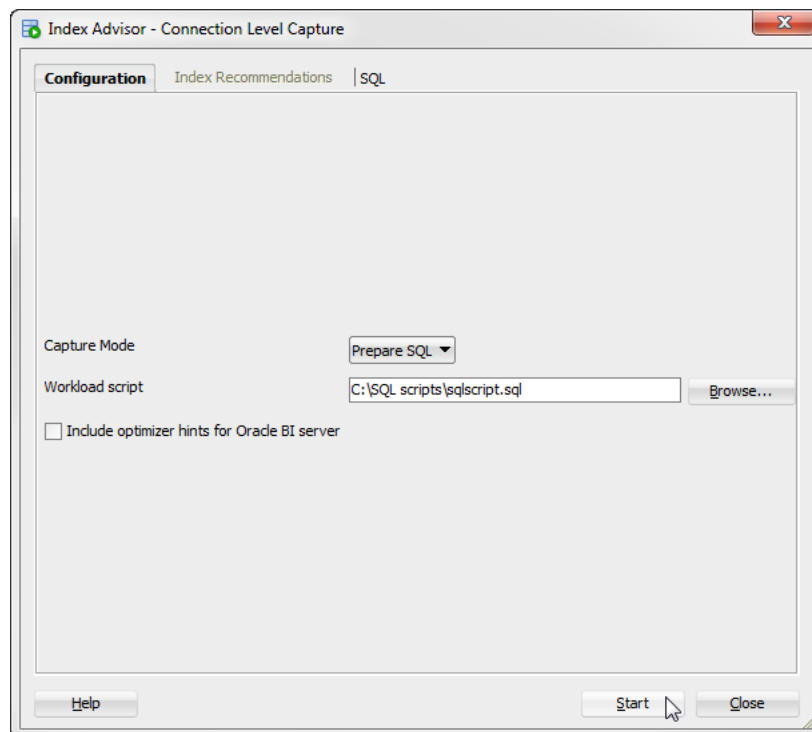 Index Advisor - Connection Level Capture
Configuration Index Recommendations SQL
Capture Mode Prepare SQL
Workload script C:\SQL scripts\sqlscript.sql Browse...
Include optimizer hints for Oracle BI server
Help Start Close